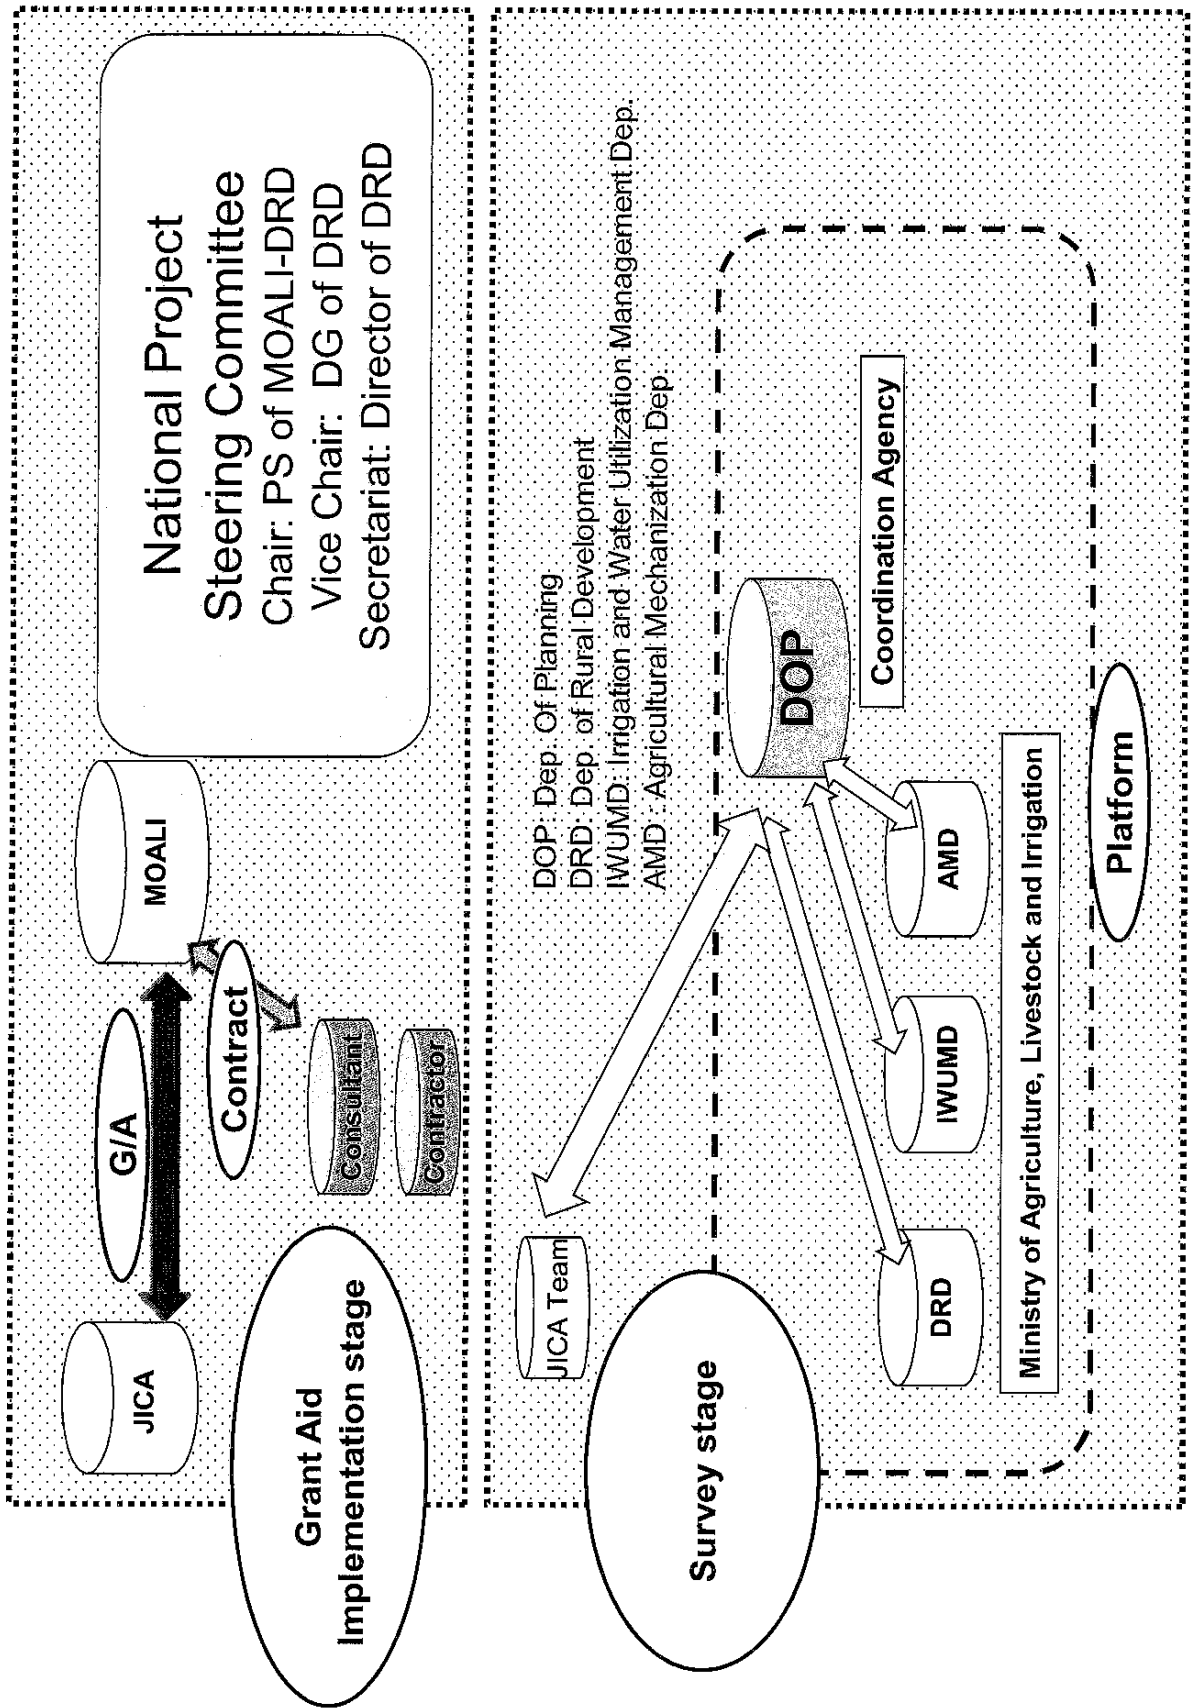 JICA
G/A
MOALI
Contract
Consultant
Contractor
Grant Aid
Implementation stage
National Project
Steering Committee
Chair: PS of MOALI-DRD
Vice Chair: DG of DRD
Secretariat: Director of DRD
JICA Team
DOP : Dep. Of Planning
DRD: Dep. of Rural Development
IWUMD: Irrigation and Water Utilization Management Dep.
AMD : Agricultural Mechanization Dep.
Survey stage
DOP
Coordination Agency
DRD
IWUMD
AMD
Ministry of Agriculture, Livestock and Irrigation
Platform